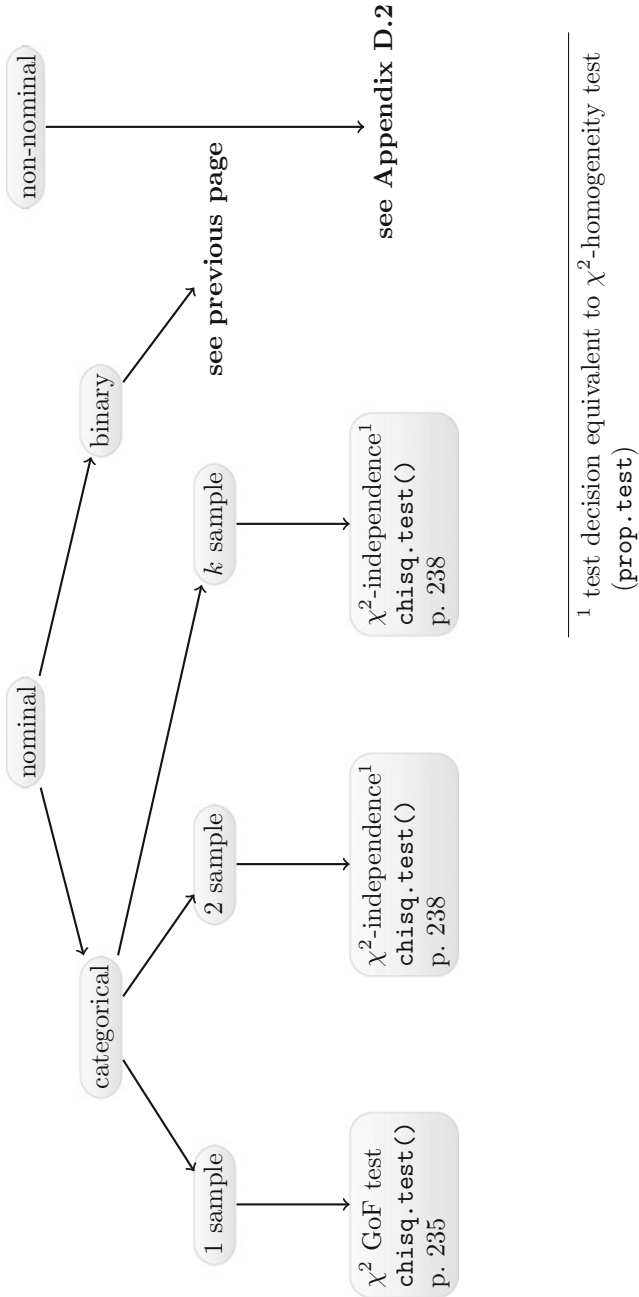 nominal
non-nominal
categorical
binary
1 sample
2 sample
k sample
see previous page
χ² GoF test
chisq.test()
p. 235
χ²-independence¹
chisq.test()
p. 238
χ²-independence¹
chisq.test()
p. 238
see Appendix D.2
¹ test decision equivalent to χ²-homogeneity test
(prop.test)